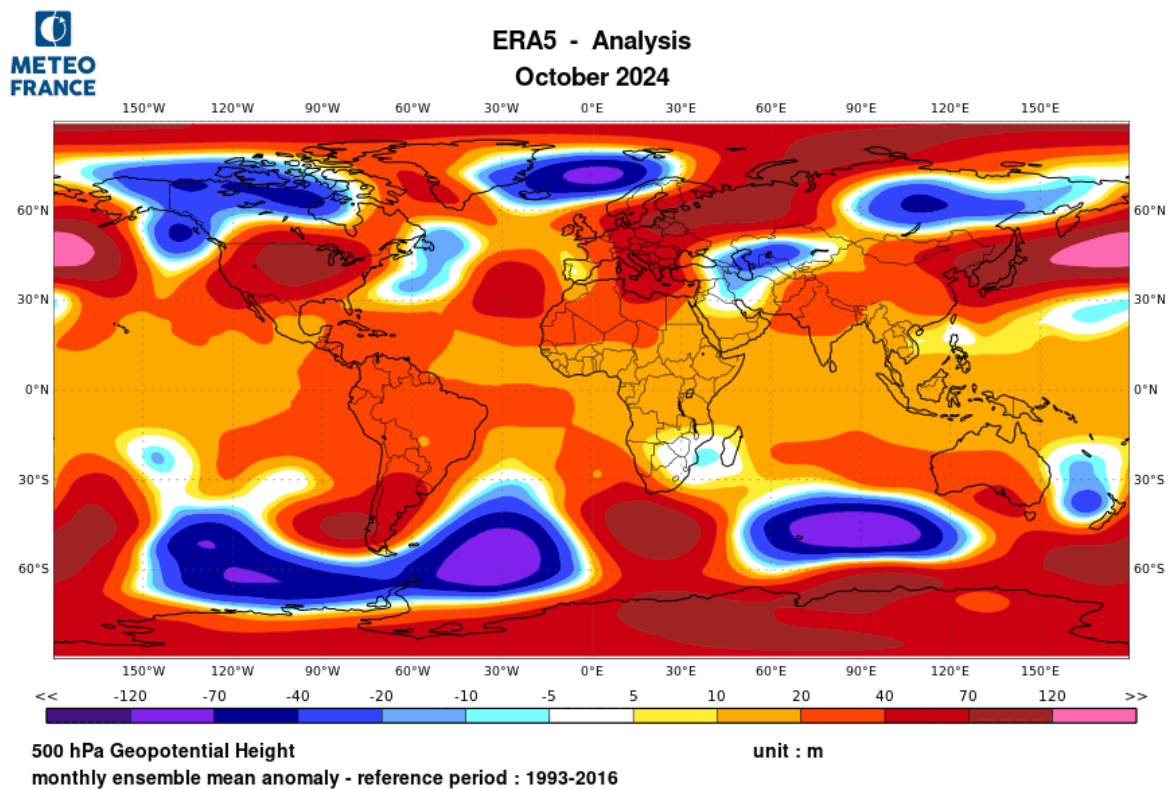 METEO
FRANCE
ERA5 - Analysis
October 2024
150°W 120°W 90°W 60°W 30°W 0°E 30°E 60°E 90°E 120°E 150°E
60°N 60°N
30°N 30°N
0°N 0°N
30°S 30°S
60°S 60°S
150°W 120°W 90°W 60°W 30°W 0°E 30°E 60°E 90°E 120°E 150°E
<< -120 -70 -40 -20 -10 -5 5 10 20 40 70 120 >>
500 hPa Geopotential Height unit : m
monthly ensemble mean anomaly - reference period : 1993-2016